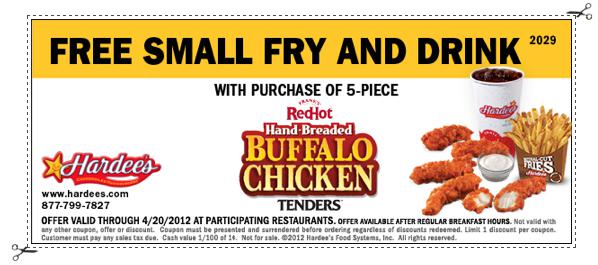 FREE SMALL FRY AND DRINK 2029
WITH PURCHASE OF 5-PIECE
FRANK'S
RedHot
Hand-Breaded
BUFFALO
CHICKEN
TENDERS
Hardee's
NATURAL-CUT
FRIES
Hardee's
Hardee's
www.hardees.com
877-799-7827
OFFER VALID THROUGH 4/20/2012 AT PARTICIPATING RESTAURANTS. OFFER AVAILABLE AFTER REGULAR BREAKFAST HOURS. Not valid with
any other coupon, offer or discount. Coupon must be presented and surrendered before ordering regardless of discounts redeemed. Limit 1 discount per coupon.
Customer must pay any sales tax due. Cash value 1/100 of 1¢. Not for sale. ©2012 Hardee's Food Systems, Inc. All rights reserved.